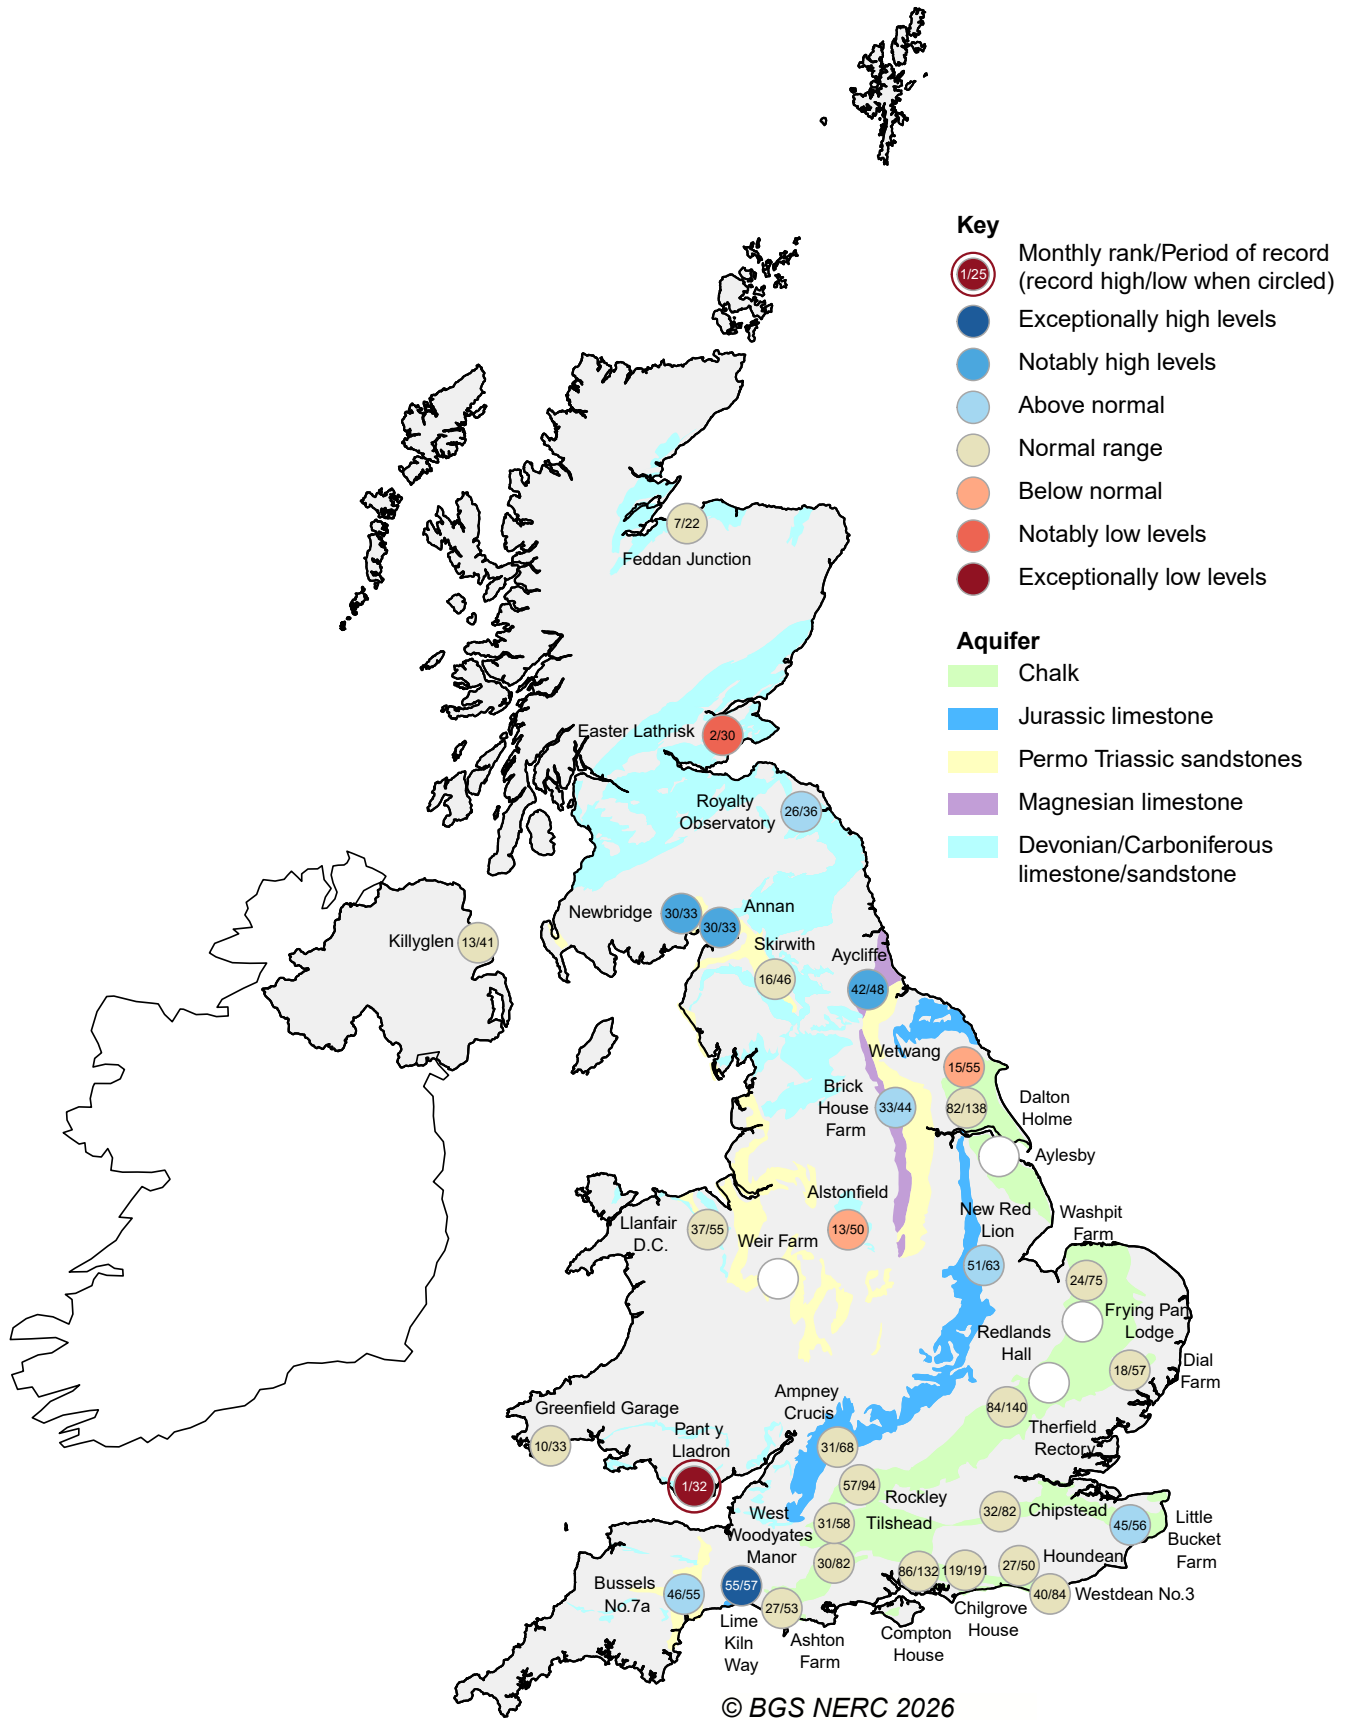 Key
1/25
Monthly rank/Period of record
(record high/low when circled)
Exceptionally high levels
Notably high levels
Above normal
Normal range
Below normal
Notably low levels
Exceptionally low levels
Aquifer
Chalk
Jurassic limestone
Permo Triassic sandstones
Magnesian limestone
Devonian/Carboniferous
limestone/sandstone
7/22
Feddan Junction
Easter Lathrisk
2/30
Royalty
Observatory
26/36
Newbridge
30/33
Annan
30/33
Killyglen
13/41
Skirwith
16/46
Aycliffe
42/48
Wetwang
15/55
Brick
House
Farm
33/44
82/138
Dalton
Holme
Aylesby
Alstonfield
13/50
Llanfair
D.C.
37/55
Weir Farm
New Red
Lion
51/63
Washpit
Farm
24/75
Frying Pan
Lodge
Redlands
Hall
18/57
Dial
Farm
84/140
Therfield
Rectory
Ampney
Crucis
31/68
Greenfield Garage
10/33
Pant y
Lladron
1/32
57/94
Rockley
31/58
Tilshead
32/82
Chipstead
45/56
Little
Bucket
Farm
West
Woodyates
Manor
30/82
Bussels
No.7a
46/55
55/57
Lime
Kiln
Way
27/53
Ashton
Farm
86/132
Compton
House
119/191
Chilgrove
House
27/50
Houndean
40/84
Westdean No.3
© BGS NERC 2026